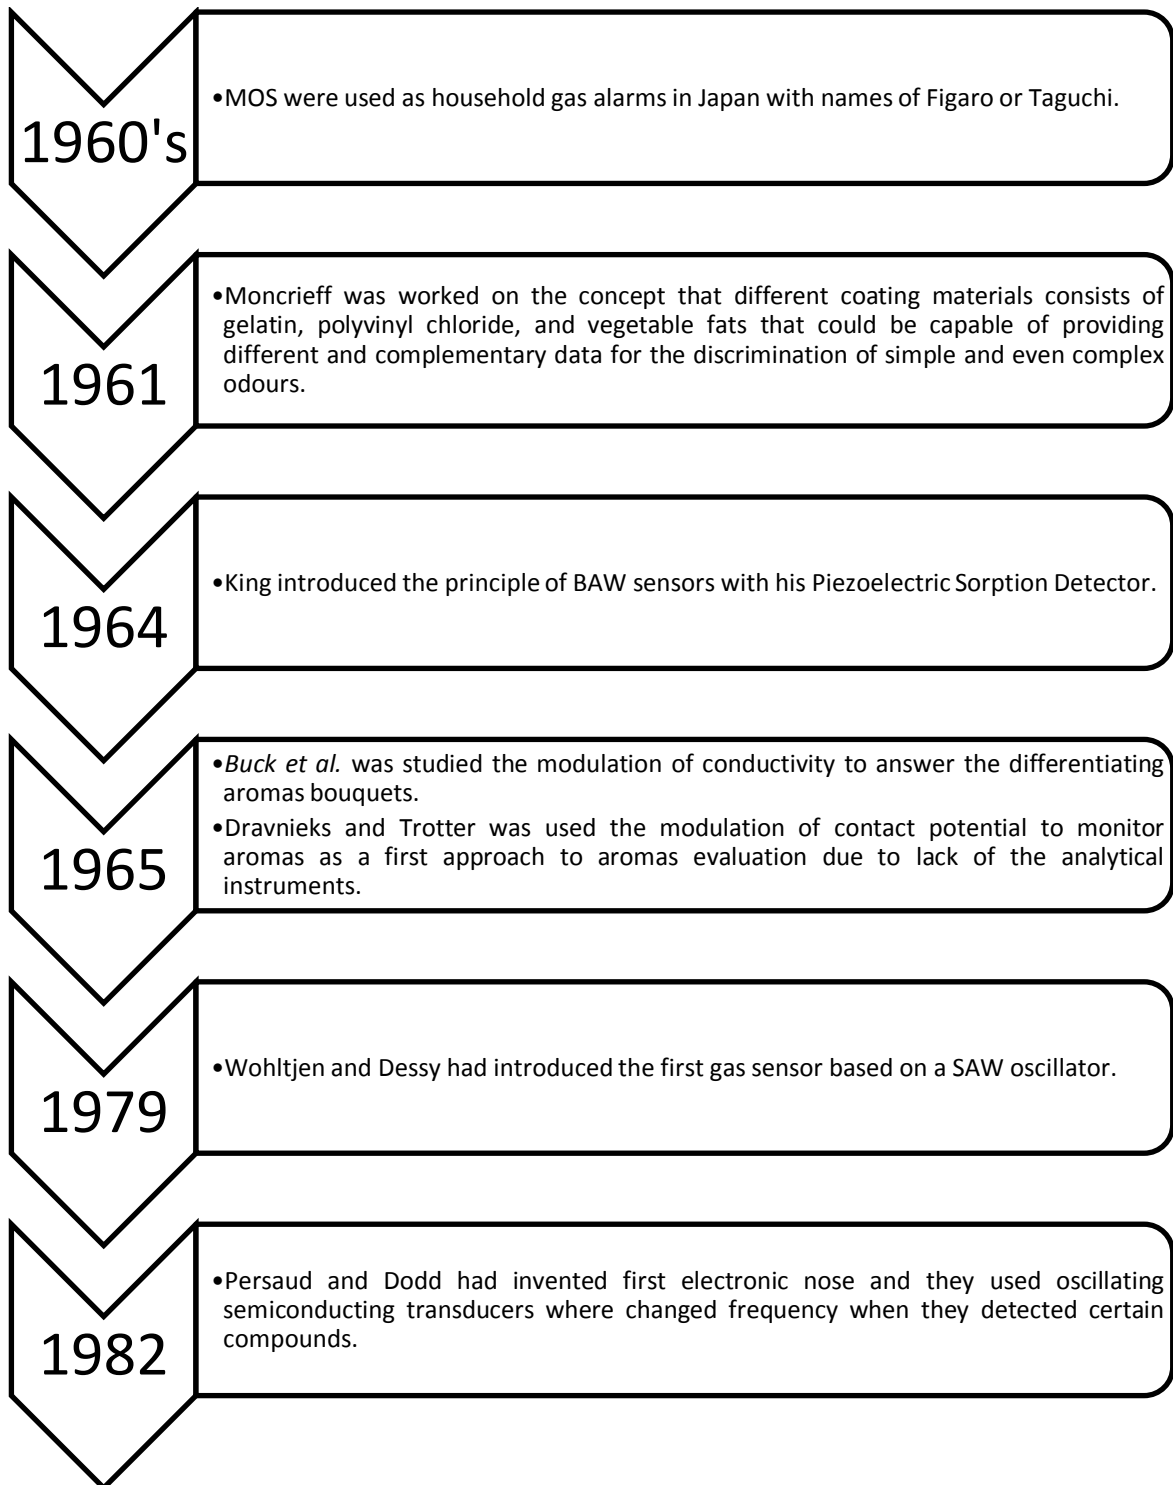 1960's
•MOS were used as household gas alarms in Japan with names of Figaro or Taguchi.
1961
•Moncrieff was worked on the concept that different coating materials consists of
gelatin, polyvinyl chloride, and vegetable fats that could be capable of providing
different and complementary data for the discrimination of simple and even complex
odours.
1964
•King introduced the principle of BAW sensors with his Piezoelectric Sorption Detector.
1965
•Buck et al. was studied the modulation of conductivity to answer the differentiating
aromas bouquets.
•Dravnieks and Trotter was used the modulation of contact potential to monitor
aromas as a first approach to aromas evaluation due to lack of the analytical
instruments.
1979
•Wohltjen and Dessy had introduced the first gas sensor based on a SAW oscillator.
1982
•Persaud and Dodd had invented first electronic nose and they used oscillating
semiconducting transducers where changed frequency when they detected certain
compounds.